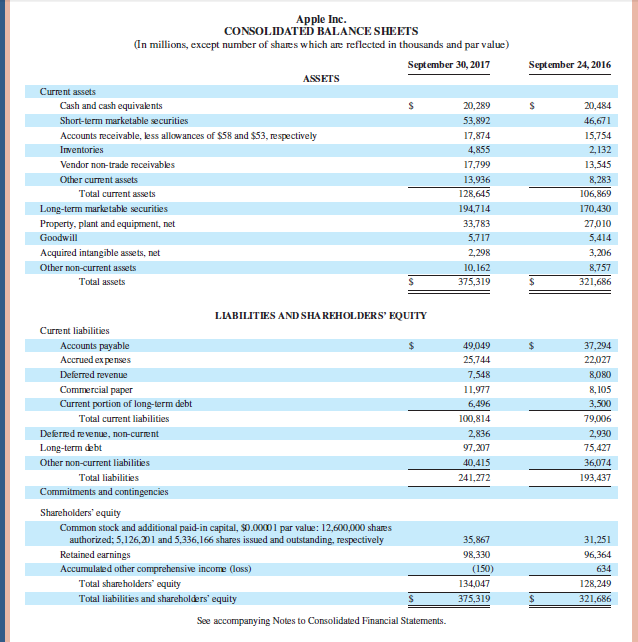 Apple Inc.
CONSOLIDATED BALANCE SHEETS
(In millions, except number of shares which are reflected in thousands and par value)
September 30, 2017 September 24, 2016
ASSETS
Current assets
Cash and cash equivalents $ 20,289 $ 20,484
Short-term marketable securities 53,892 46,671
Accounts receivable, less allowances of $58 and $53, respectively 17,874 15,754
Inventories 4,855 2,132
Vendor non-trade receivables 17,799 13,545
Other current assets 13,936 8,283
Total current assets 128,645 106,869
Long-term marketable securities 194,714 170,430
Property, plant and equipment, net 33,783 27,010
Goodwill 5,717 5,414
Acquired intangible assets, net 2,298 3,206
Other non-current assets 10,162 8,757
Total assets $ 375,319 $ 321,686
LIABILITIES AND SHAREHOLDERS' EQUITY
Current liabilities
Accounts payable $ 49,049 $ 37,294
Accrued expenses 25,744 22,027
Deferred revenue 7,548 8,080
Commercial paper 11,977 8,105
Current portion of long-term debt 6,496 3,500
Total current liabilities 100,814 79,006
Deferred revenue, non-current 2,836 2,930
Long-term debt 97,207 75,427
Other non-current liabilities 40,415 36,074
Total liabilities 241,272 193,437
Commitments and contingencies
Shareholders' equity
Common stock and additional paid-in capital, $0.00001 par value: 12,600,000 shares
authorized; 5,126,201 and 5,336,166 shares issued and outstanding, respectively 35,867 31,251
Retained earnings 98,330 96,364
Accumulated other comprehensive income (loss) (150) 634
Total shareholders' equity 134,047 128,249
Total liabilities and shareholders' equity $ 375,319 $ 321,686
See accompanying Notes to Consolidated Financial Statements.